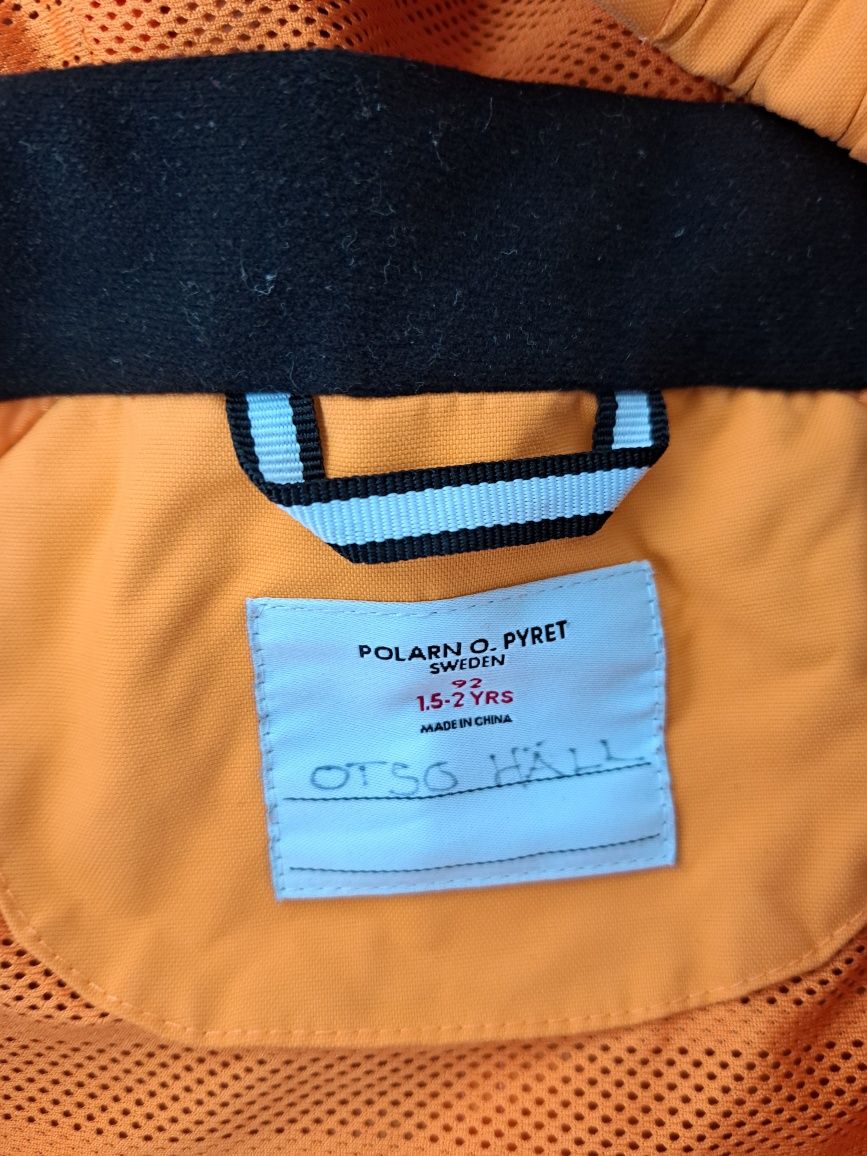 POLARN O. PYRET
SWEDEN
92
1.5-2 YRS
MADE IN CHINA
OTSO HÄLL